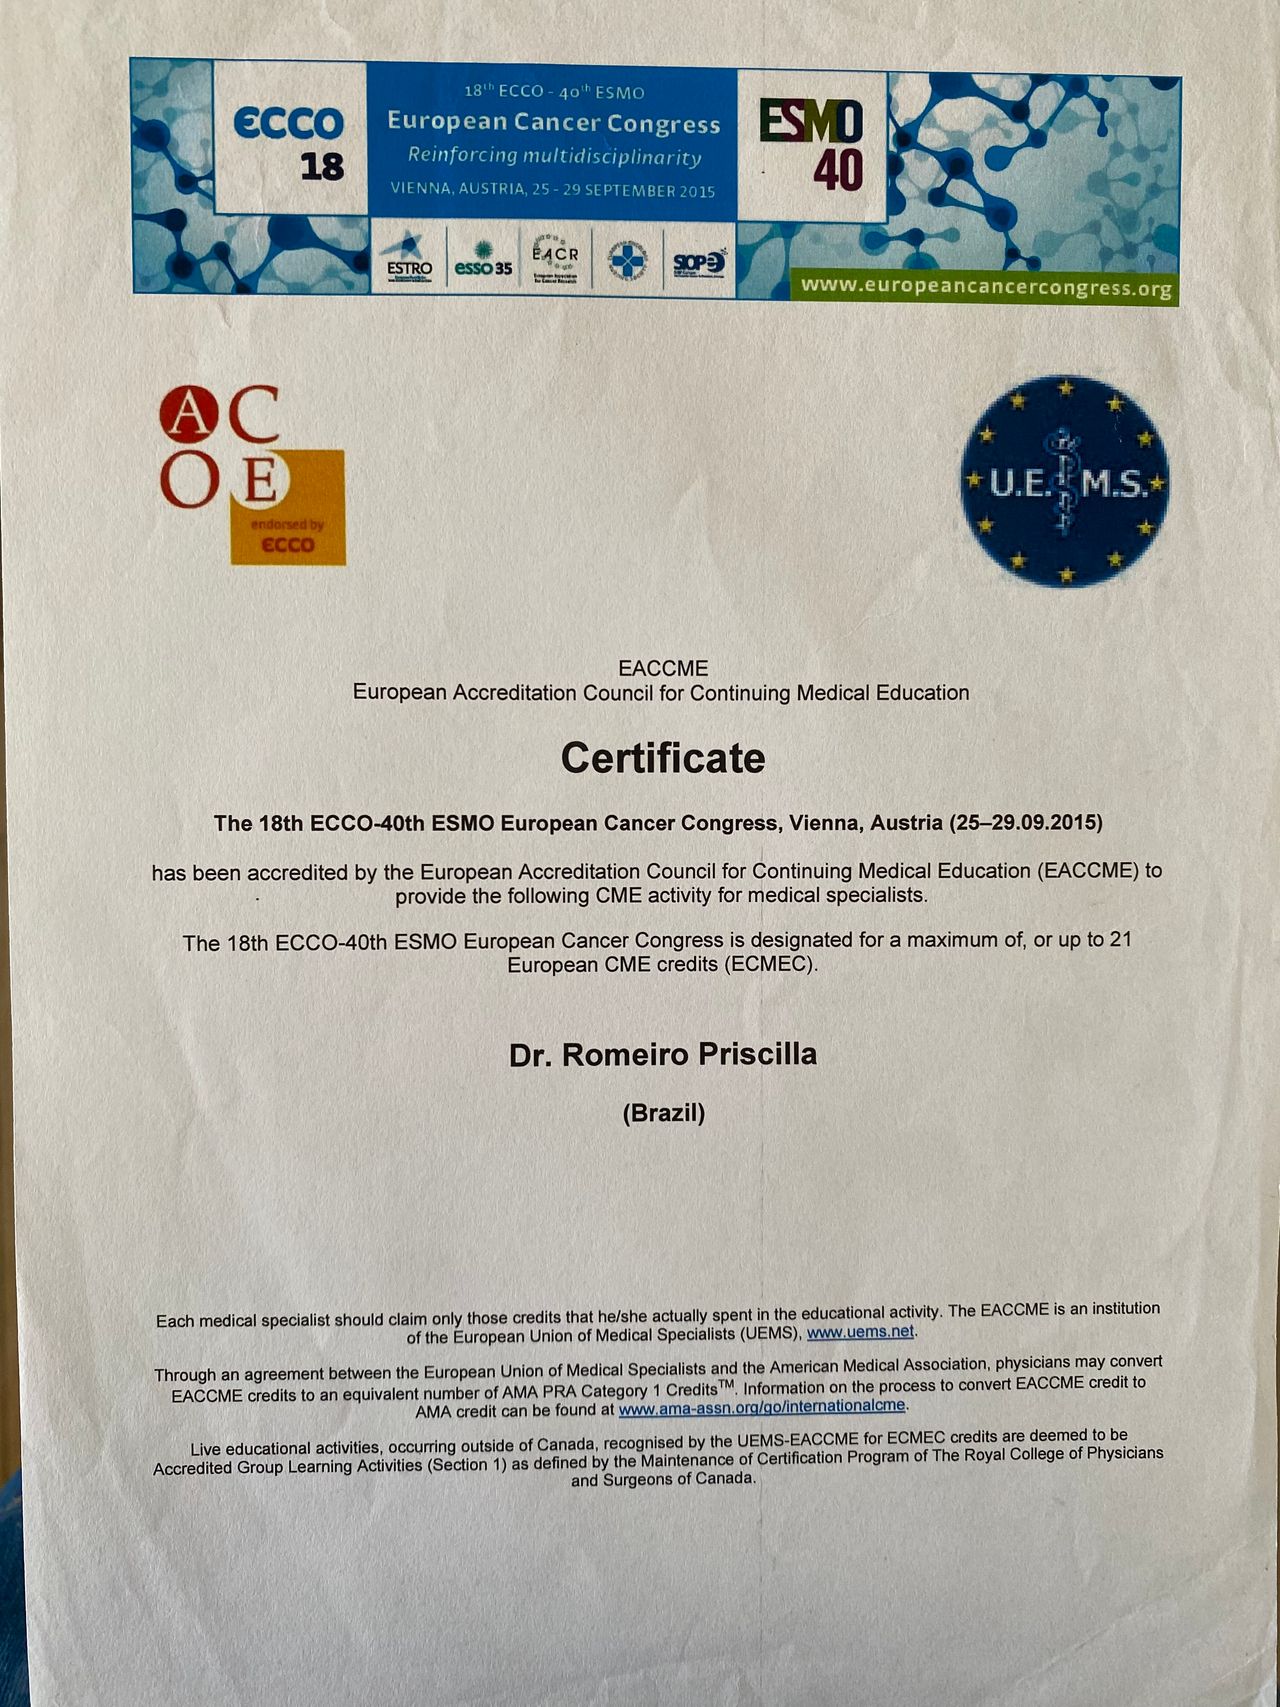 ECCO
18
18th ECCO - 40th ESMO
European Cancer Congress
Reinforcing multidisciplinarity
VIENNA, AUSTRIA, 25 - 29 SEPTEMBER 2015
ESMO
40
ESTRO
esso 35
EACR
SIOPe
www.europeancancercongress.org
A C
O E
endorsed by
ECCO
U.E. M.S.
EACCME
European Accreditation Council for Continuing Medical Education
Certificate
The 18th ECCO-40th ESMO European Cancer Congress, Vienna, Austria (25–29.09.2015)
has been accredited by the European Accreditation Council for Continuing Medical Education (EACCME) to
provide the following CME activity for medical specialists.
The 18th ECCO-40th ESMO European Cancer Congress is designated for a maximum of, or up to 21
European CME credits (ECMEC).
Dr. Romeiro Priscilla
(Brazil)
Each medical specialist should claim only those credits that he/she actually spent in the educational activity. The EACCME is an institution
of the European Union of Medical Specialists (UEMS), www.uems.net.
Through an agreement between the European Union of Medical Specialists and the American Medical Association, physicians may convert
EACCME credits to an equivalent number of AMA PRA Category 1 Credits™. Information on the process to convert EACCME credit to
AMA credit can be found at www.ama-assn.org/go/internationalcme.
Live educational activities, occurring outside of Canada, recognised by the UEMS-EACCME for ECMEC credits are deemed to be
Accredited Group Learning Activities (Section 1) as defined by the Maintenance of Certification Program of The Royal College of Physicians
and Surgeons of Canada.